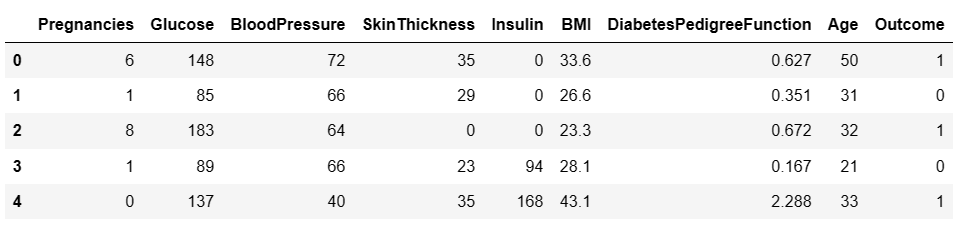 Pregnancies Glucose BloodPressure SkinThickness Insulin BMI DiabetesPedigreeFunction Age Outcome
0 6 148 72 35 0 33.6 0.627 50 1
1 1 85 66 29 0 26.6 0.351 31 0
2 8 183 64 0 0 23.3 0.672 32 1
3 1 89 66 23 94 28.1 0.167 21 0
4 0 137 40 35 168 43.1 2.288 33 1